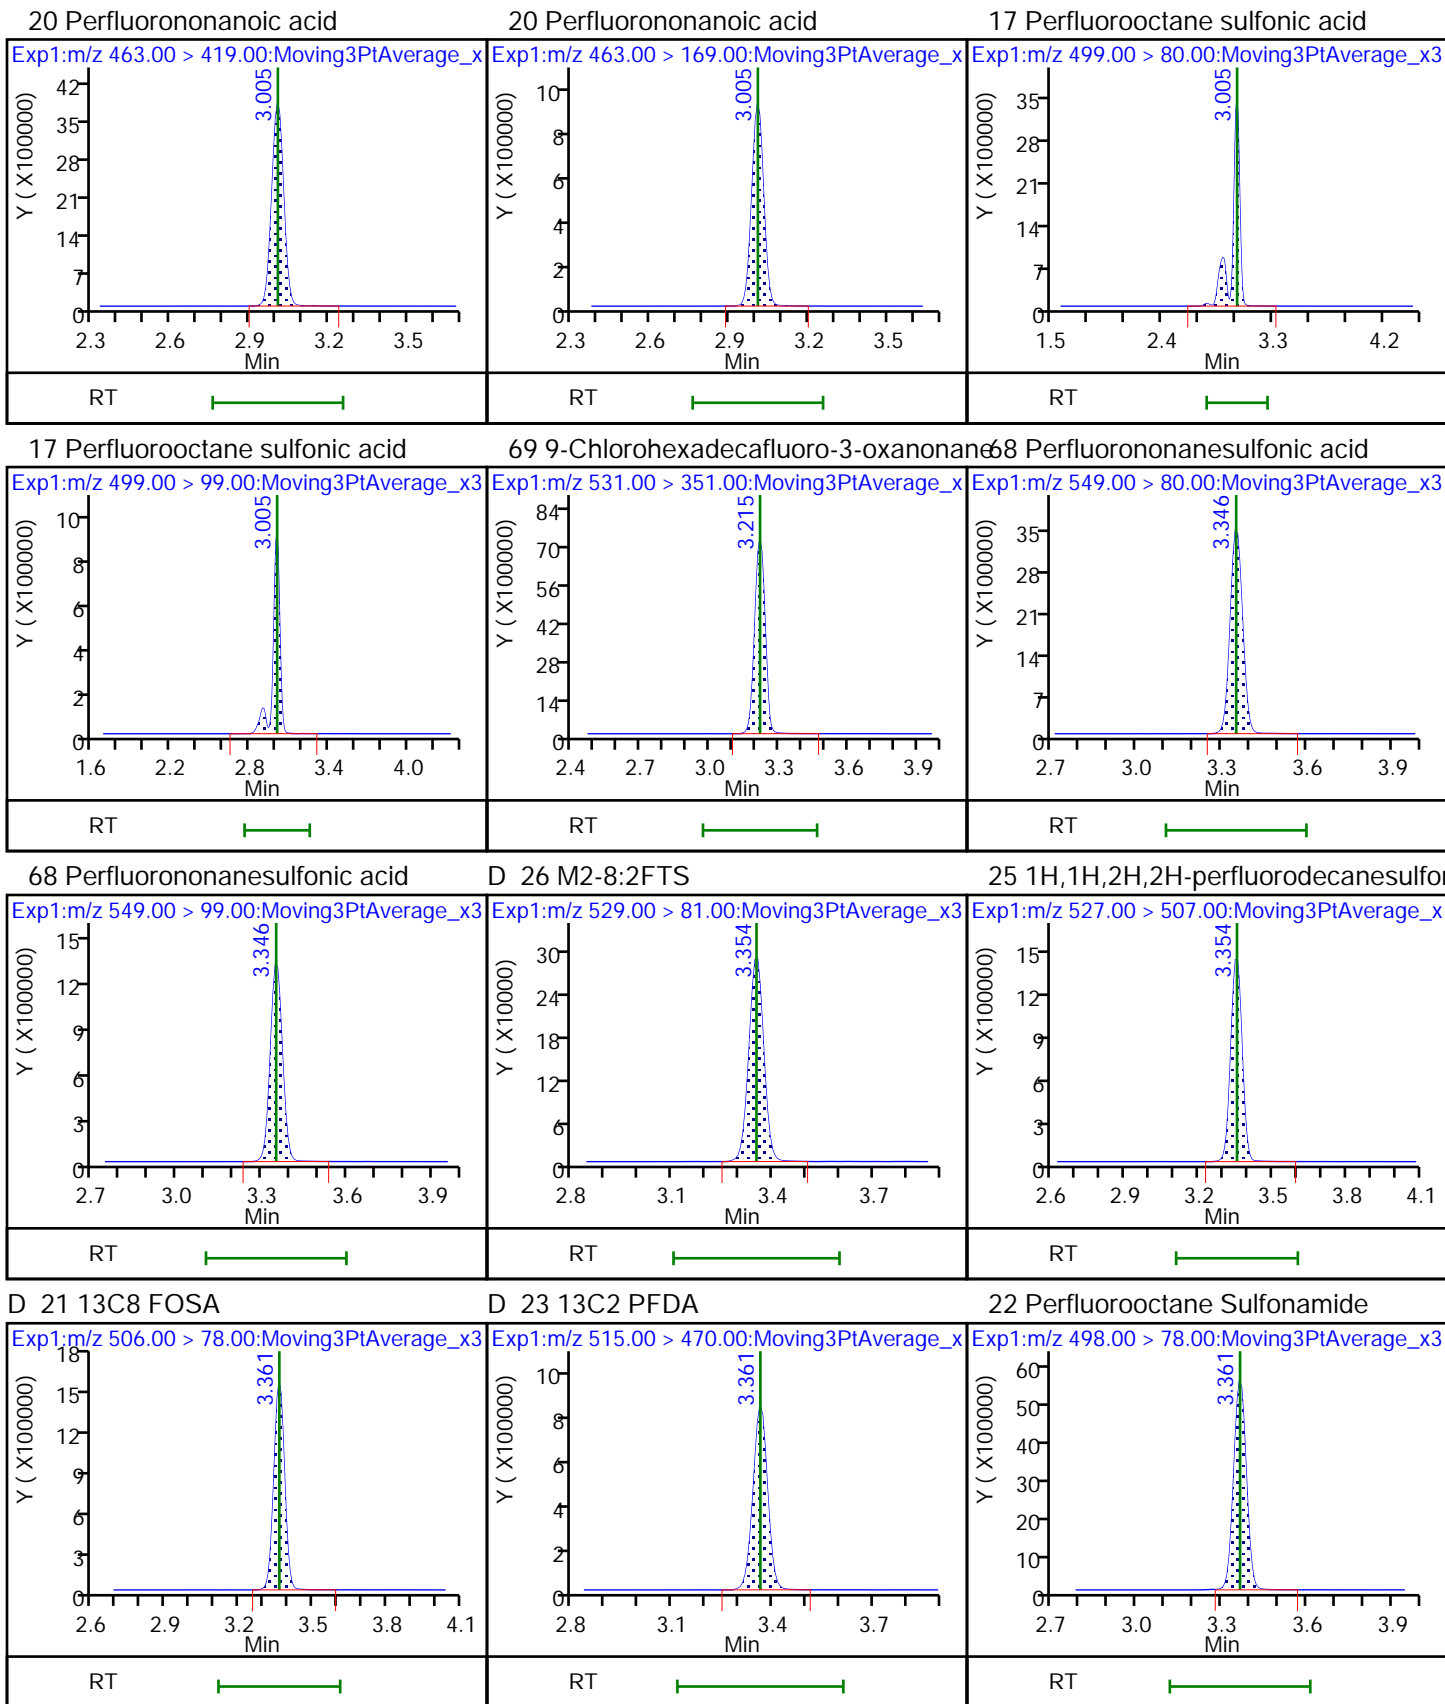 20 Perfluorononanoic acid
Exp1:m/z 463.00 > 419.00:Moving3PtAverage_x
3.005
Y ( X100000)
42
35
28
21
14
7
0
2.3 2.6 2.9 3.2 3.5
Min
RT
20 Perfluorononanoic acid
Exp1:m/z 463.00 > 169.00:Moving3PtAverage_x
3.005
Y ( X100000)
10
8
6
4
2
0
2.3 2.6 2.9 3.2 3.5
Min
RT
17 Perfluorooctane sulfonic acid
Exp1:m/z 499.00 > 80.00:Moving3PtAverage_x3
3.005
Y ( X100000)
35
28
21
14
7
0
1.5 2.4 3.3 4.2
Min
RT
17 Perfluorooctane sulfonic acid
Exp1:m/z 499.00 > 99.00:Moving3PtAverage_x3
3.005
Y ( X100000)
10
8
6
4
2
0
1.6 2.2 2.8 3.4 4.0
Min
RT
69 9-Chlorohexadecafluoro-3-oxanonane
Exp1:m/z 531.00 > 351.00:Moving3PtAverage_x
3.215
Y ( X100000)
84
70
56
42
28
14
0
2.4 2.7 3.0 3.3 3.6 3.9
Min
RT
68 Perfluorononanesulfonic acid
Exp1:m/z 549.00 > 80.00:Moving3PtAverage_x3
3.346
Y ( X100000)
35
28
21
14
7
0
2.7 3.0 3.3 3.6 3.9
Min
RT
68 Perfluorononanesulfonic acid
Exp1:m/z 549.00 > 99.00:Moving3PtAverage_x3
3.346
Y ( X100000)
15
12
9
6
3
0
2.7 3.0 3.3 3.6 3.9
Min
RT
D 26 M2-8:2FTS
Exp1:m/z 529.00 > 81.00:Moving3PtAverage_x3
3.354
Y ( X10000)
30
24
18
12
6
0
2.8 3.1 3.4 3.7
Min
RT
25 1H,1H,2H,2H-perfluorodecanesulfon
Exp1:m/z 527.00 > 507.00:Moving3PtAverage_x
3.354
Y ( X100000)
15
12
9
6
3
0
2.6 2.9 3.2 3.5 3.8 4.1
Min
RT
D 21 13C8 FOSA
Exp1:m/z 506.00 > 78.00:Moving3PtAverage_x3
3.361
Y ( X100000)
18
15
12
9
6
3
0
2.6 2.9 3.2 3.5 3.8 4.1
Min
RT
D 23 13C2 PFDA
Exp1:m/z 515.00 > 470.00:Moving3PtAverage_x
3.361
Y ( X100000)
10
8
6
4
2
0
2.8 3.1 3.4 3.7
Min
RT
22 Perfluorooctane Sulfonamide
Exp1:m/z 498.00 > 78.00:Moving3PtAverage_x3
3.361
Y ( X100000)
60
50
40
30
20
10
0
2.7 3.0 3.3 3.6 3.9
Min
RT